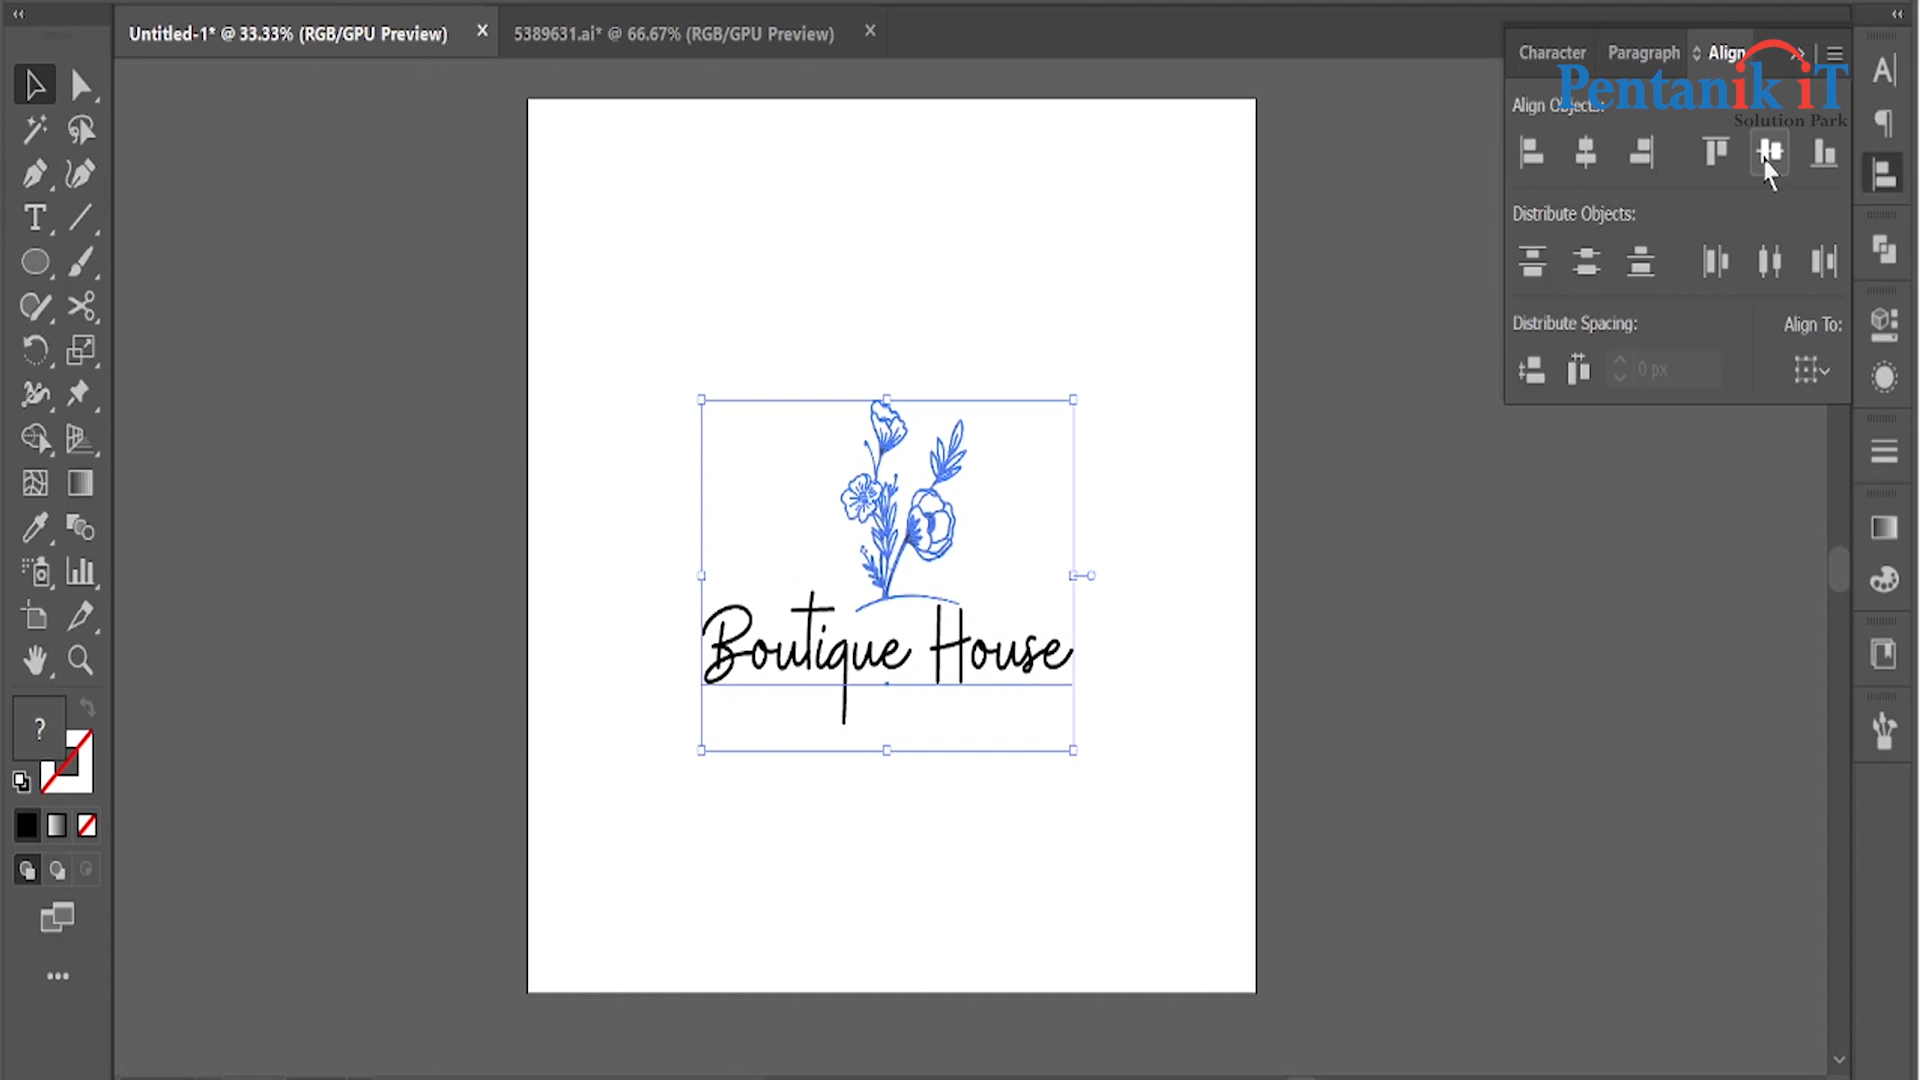 Untitled-1* @ 33.33% (RGB/GPU Preview)
5389631.ai* @ 66.67% (RGB/GPU Preview)
Character
Paragraph
Align
Pentanik iT
Solution Park
Align Objects:
Distribute Objects:
Distribute Spacing:
Align To:
0 px
Boutique House
?